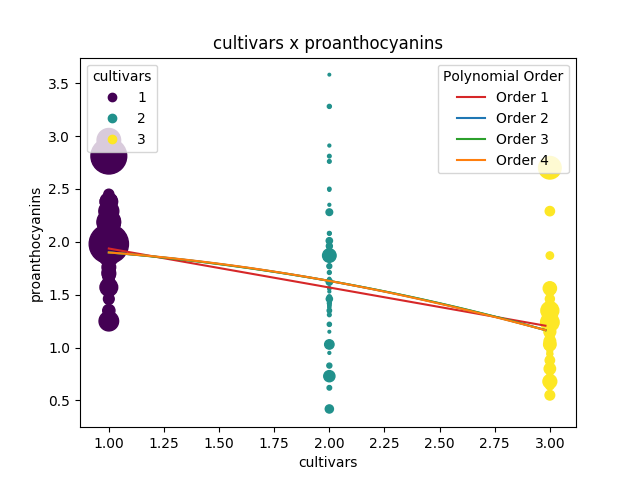 cultivars x proanthocyanins
cultivars
1
2
3
Polynomial Order
Order 1
Order 2
Order 3
Order 4
proanthocyanins
3.5
3.0
2.5
2.0
1.5
1.0
0.5
1.00 1.25 1.50 1.75 2.00 2.25 2.50 2.75 3.00
cultivars